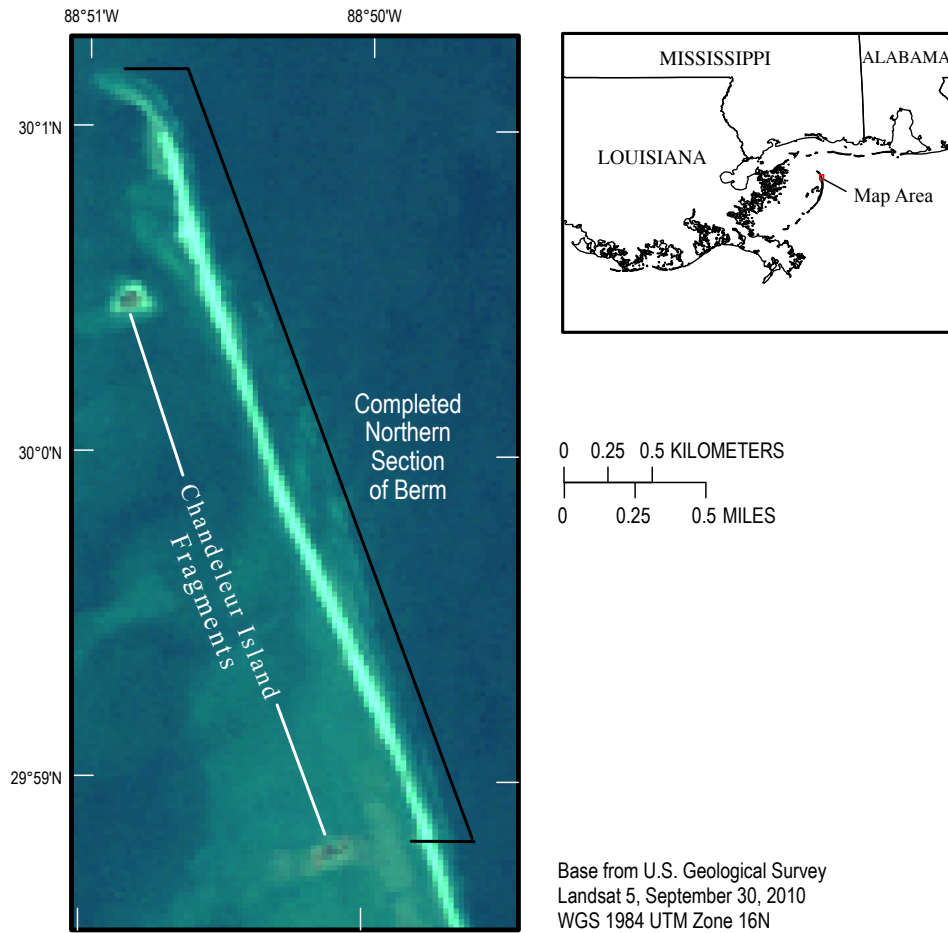 88°51'W
88°50'W
30°1'N
30°0'N
29°59'N
Completed
Northern
Section
of Berm
Chandeleur Island
Fragments
MISSISSIPPI
ALABAMA
LOUISIANA
Map Area
0 0.25 0.5 KILOMETERS
0 0.25 0.5 MILES
Base from U.S. Geological Survey
Landsat 5, September 30, 2010
WGS 1984 UTM Zone 16N